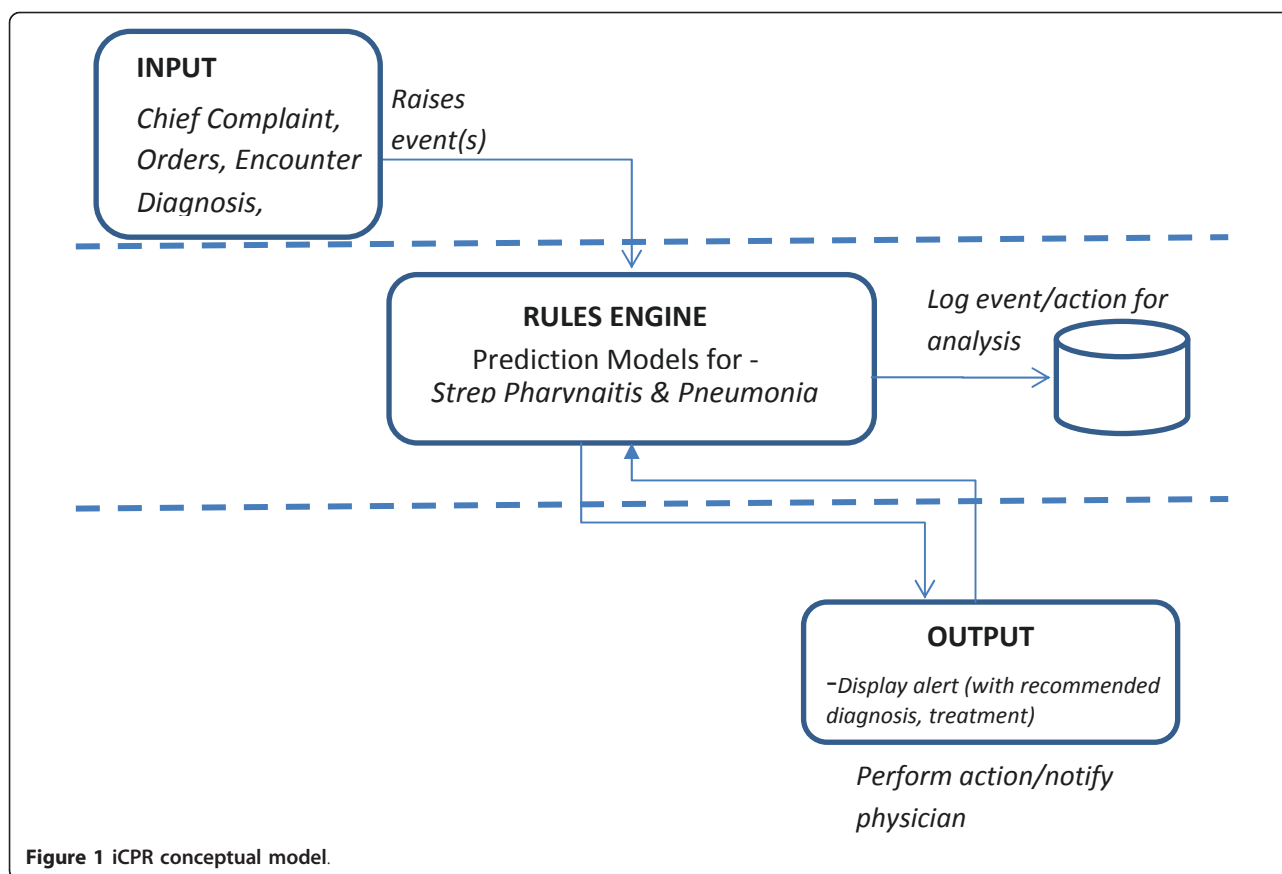 INPUT
Chief Complaint,
Orders, Encounter
Diagnosis,
Raises
event(s)
RULES ENGINE
Prediction Models for -
Strep Pharyngitis & Pneumonia
Log event/action for
analysis
OUTPUT
-Display alert (with recommended
diagnosis, treatment)
Perform action/notify
physician
Figure 1 iCPR conceptual model.